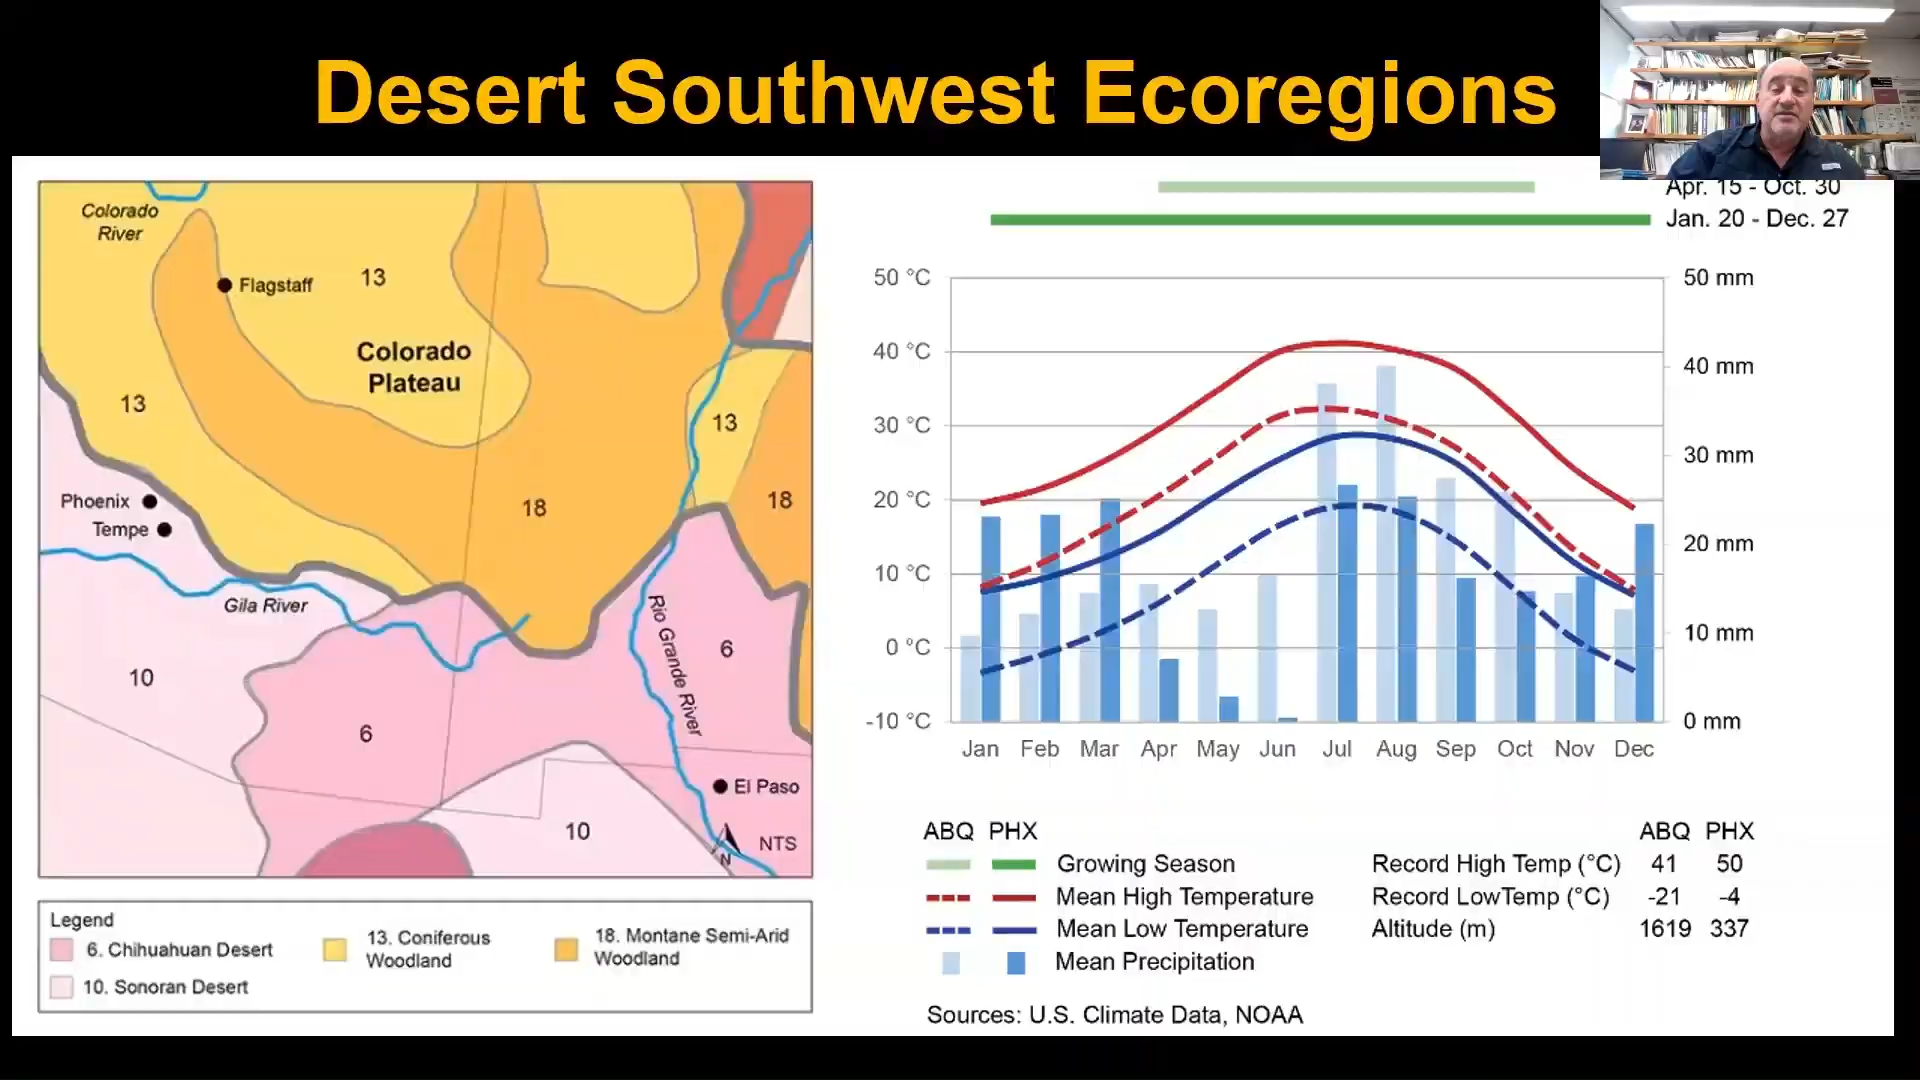 Desert Southwest Ecoregions
Colorado
River
Flagstaff
13
Colorado
Plateau
13
13
18
18
Phoenix
Tempe
Gila River
Rio Grande River
10
6
6
El Paso
10
N
NTS
Legend
6. Chihuahuan Desert
10. Sonoran Desert
13. Coniferous
Woodland
18. Montane Semi-Arid
Woodland
Apr. 15 - Oct. 30
Jan. 20 - Dec. 27
50 °C
40 °C
30 °C
20 °C
10 °C
0 °C
-10 °C
50 mm
40 mm
30 mm
20 mm
10 mm
0 mm
Jan Feb Mar Apr May Jun Jul Aug Sep Oct Nov Dec
ABQ PHX
Growing Season
Mean High Temperature
Mean Low Temperature
Mean Precipitation
ABQ PHX
Record High Temp (°C) 41 50
Record LowTemp (°C) -21 -4
Altitude (m) 1619 337
Sources: U.S. Climate Data, NOAA